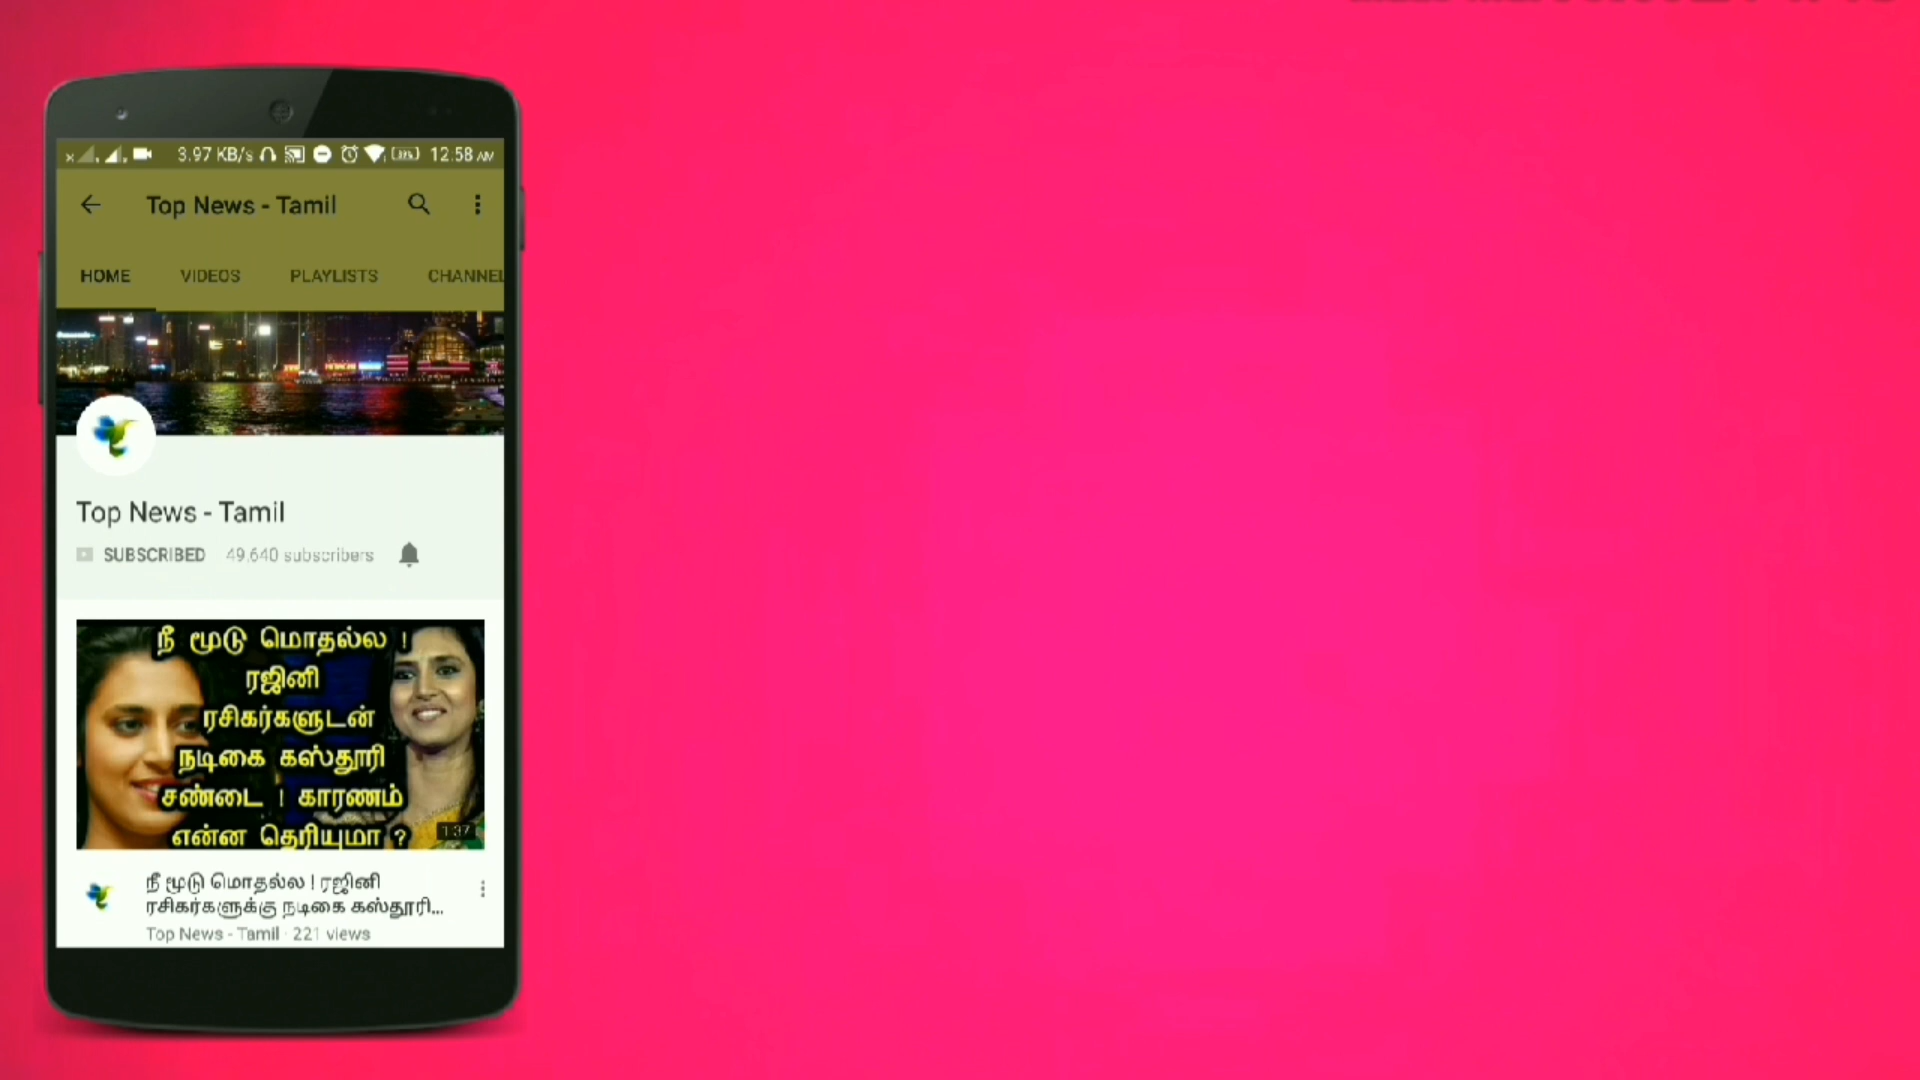 3.97 KB/s 12.58 AM
Top News - Tamil
HOME VIDEOS PLAYLISTS CHANNEL
Top News - Tamil
SUBSCRIBED 49,640 subscribers
நீ மூடு மொதல்ல !
ரஜினி
ரசிகர்களுடன்
நடிகை கஸ்தூரி
சண்டை ! காரணம்
என்ன தெரியுமா ?
1:37
நீ மூடு மொதல்ல ! ரஜினி
ரசிகர்களுக்கு நடிகை கஸ்தூரி...
Top News - Tamil · 221 views